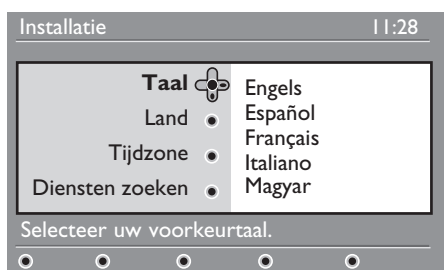 Installatie 11:28
Taal
Land
Tijdzone
Diensten zoeken
Engels
Español
Français
Italiano
Magyar
Selecteer uw voorkeurtaal.